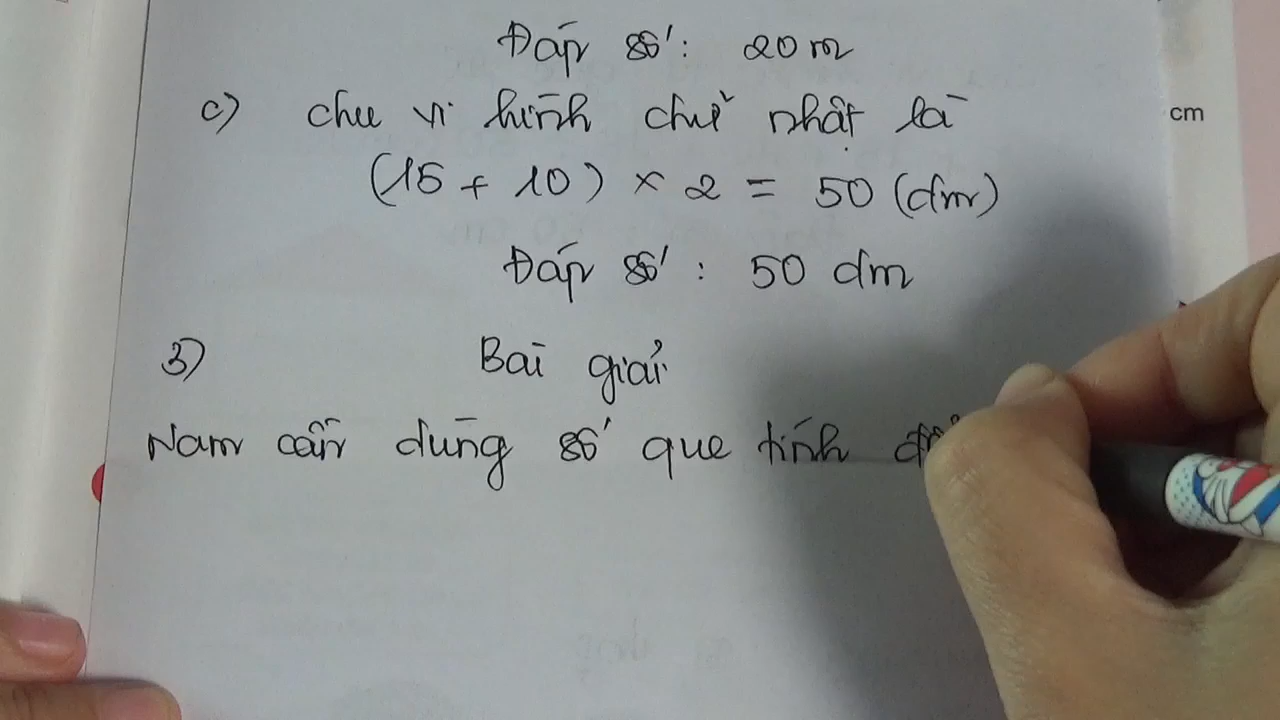 Đáp số: 20 m
c) chu vi hình chữ nhật là
cm
(15 + 10) × 2 = 50 (dm)
Đáp số: 50 dm
3) Bài giải
Nam cần dùng số que tính để